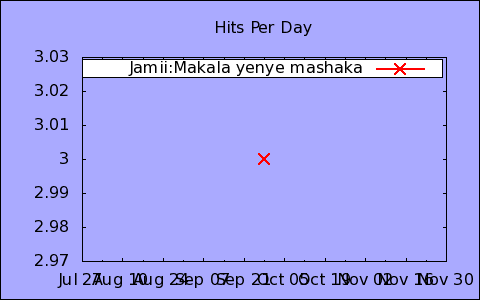 Hits Per Day
3.03
Jamii:Makala yenye mashaka
3.02
3.01
3
2.99
2.98
2.97
Jul 27 Aug 10 Aug 24 Sep 07 Sep 21 Oct 05 Oct 19 Nov 02 Nov 16 Nov 30